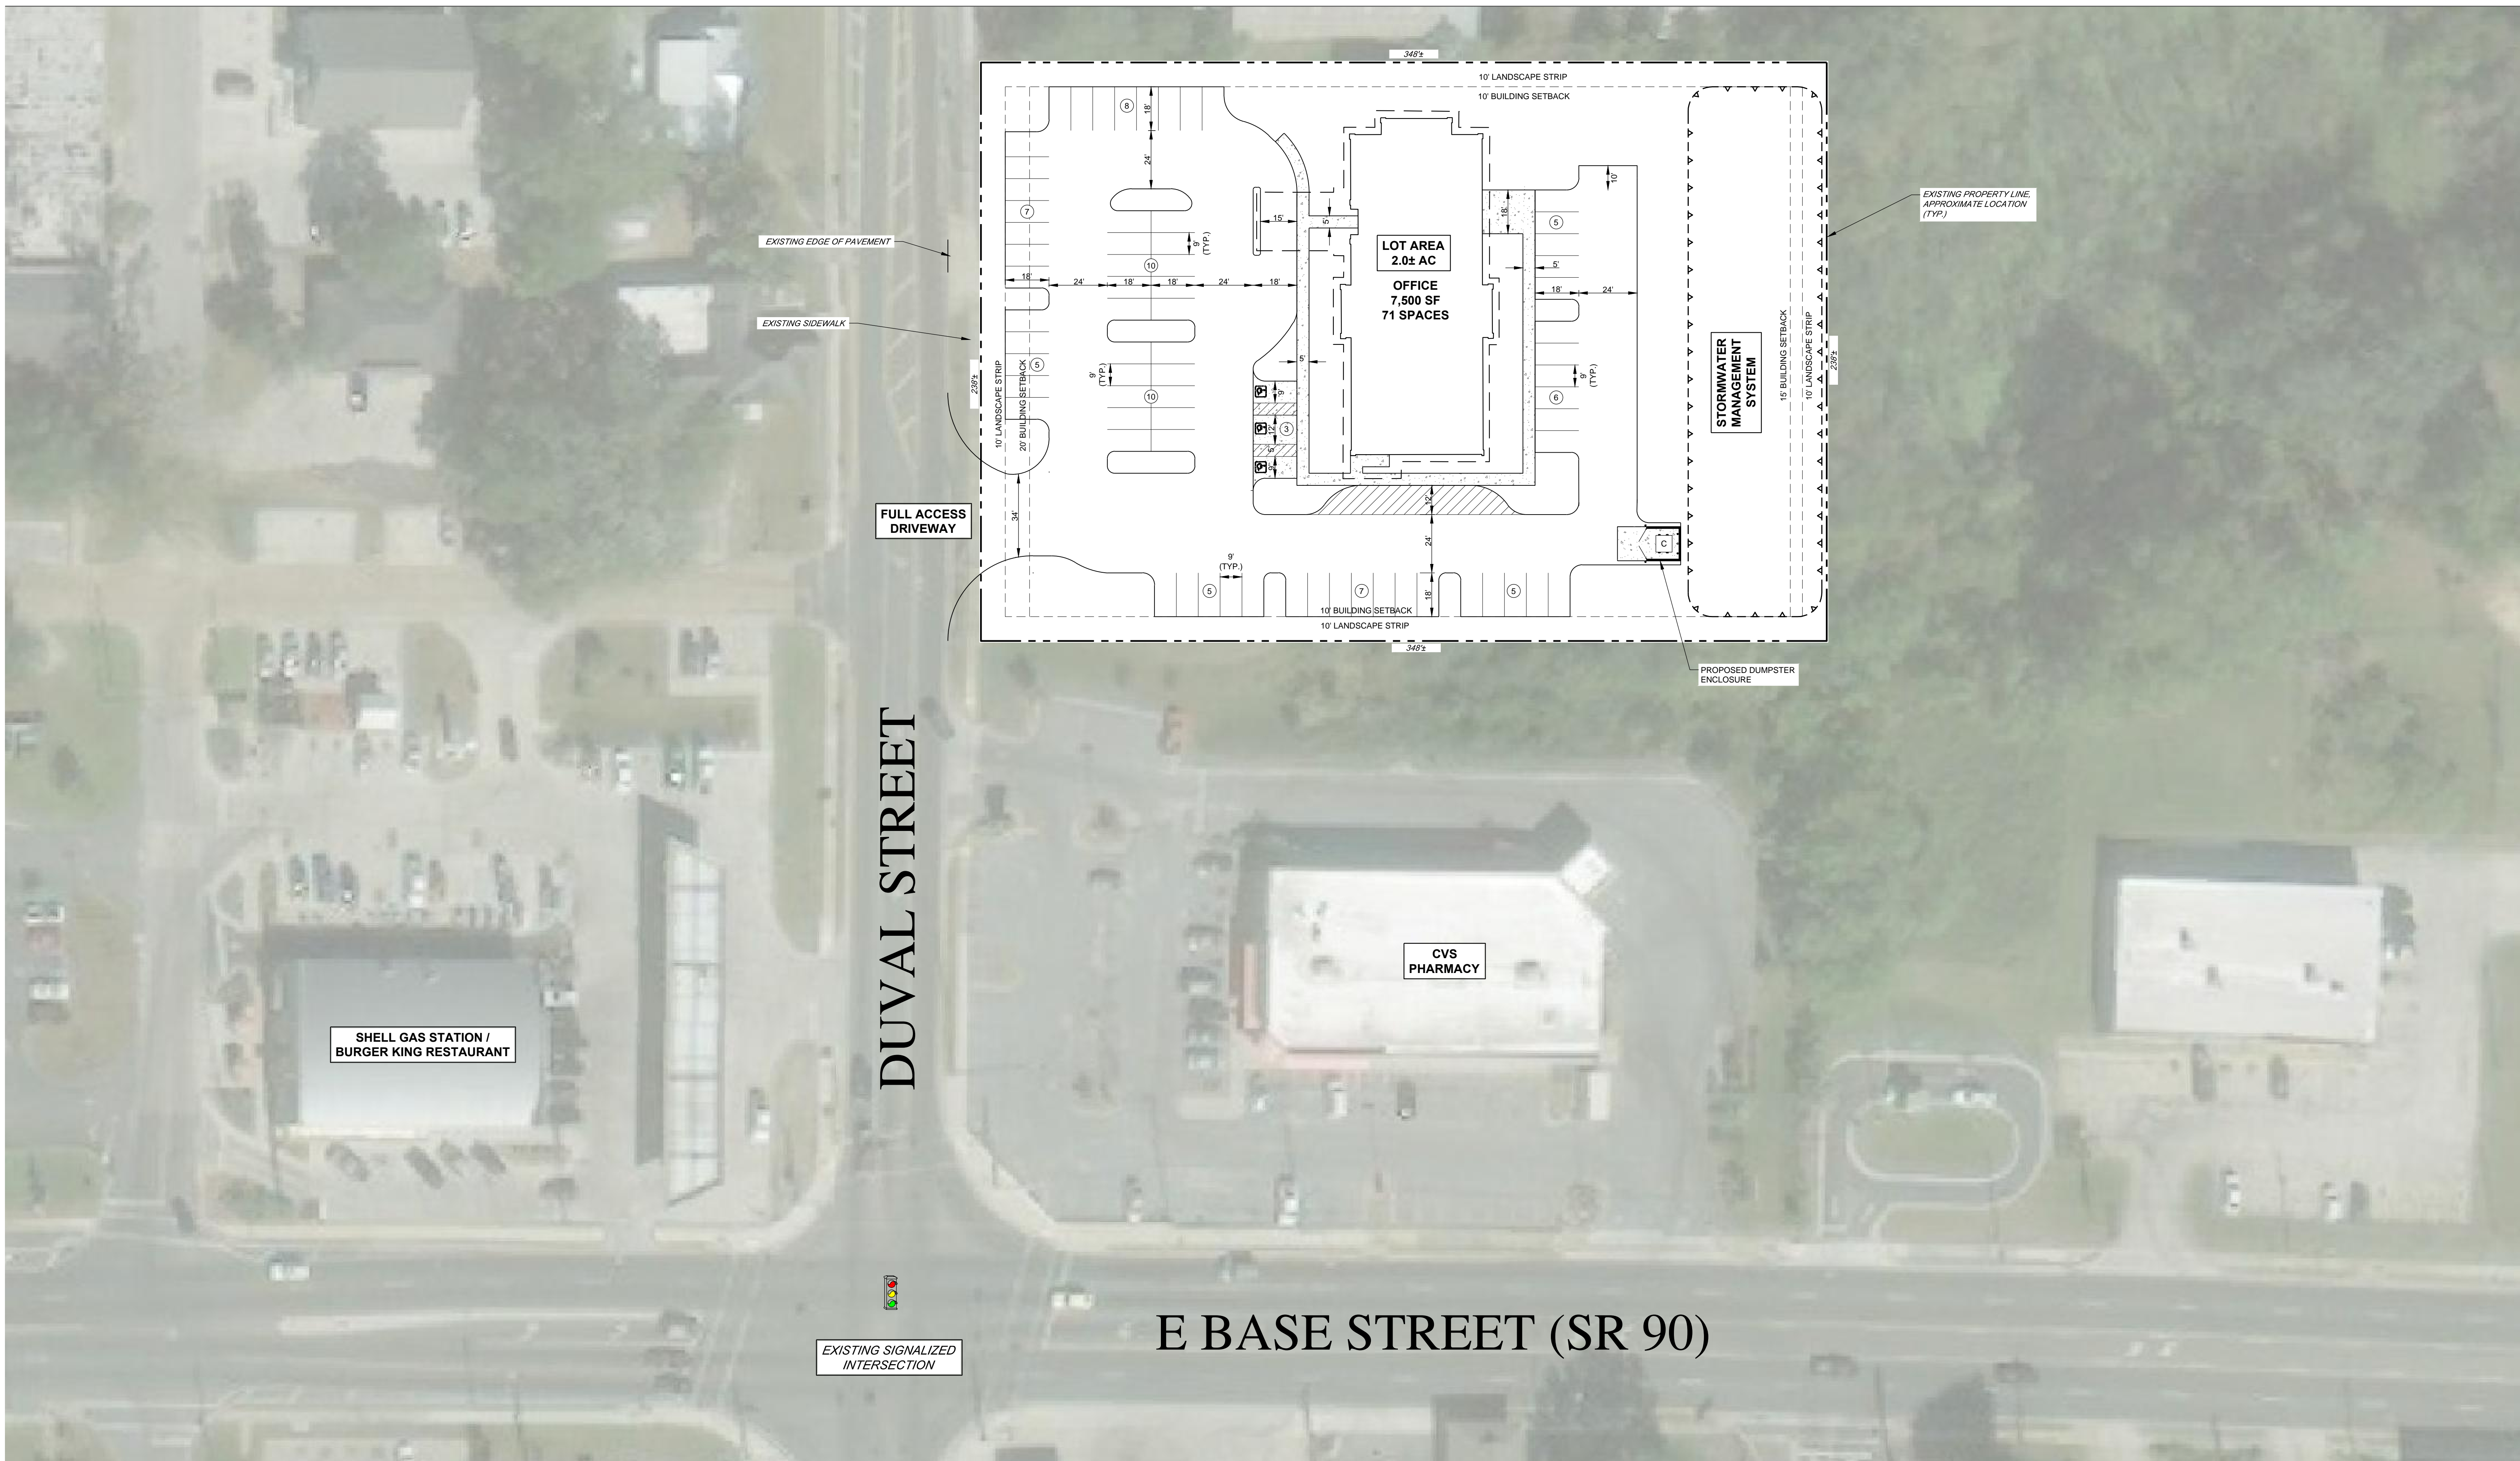 348'±
10' LANDSCAPE STRIP
10' BUILDING SETBACK
8
18'
24'
7
EXISTING EDGE OF PAVEMENT
EXISTING SIDEWALK
9'
(TYP.)
10
18'
24'
18'
18'
24'
18'
15'
5'
5'
LOT AREA
2.0± AC
OFFICE
7,500 SF
71 SPACES
18'
10'
5
5'
18'
24'
9'
(TYP.)
6
EXISTING PROPERTY LINE,
APPROXIMATE LOCATION
(TYP.)
STORMWATER
MANAGEMENT
SYSTEM
15' BUILDING SETBACK
10' LANDSCAPE STRIP
238'±
238'±
10' LANDSCAPE STRIP
20' BUILDING SETBACK
5
9'
(TYP.)
10
9'
12'
3
5'
9'
FULL ACCESS
DRIVEWAY
34'
12'
24'
18'
9'
(TYP.)
5
7
5
10' BUILDING SETBACK
10' LANDSCAPE STRIP
348'±
C
PROPOSED DUMPSTER
ENCLOSURE
DUVAL STREET
CVS
PHARMACY
SHELL GAS STATION /
BURGER KING RESTAURANT
E BASE STREET (SR 90)
EXISTING SIGNALIZED
INTERSECTION